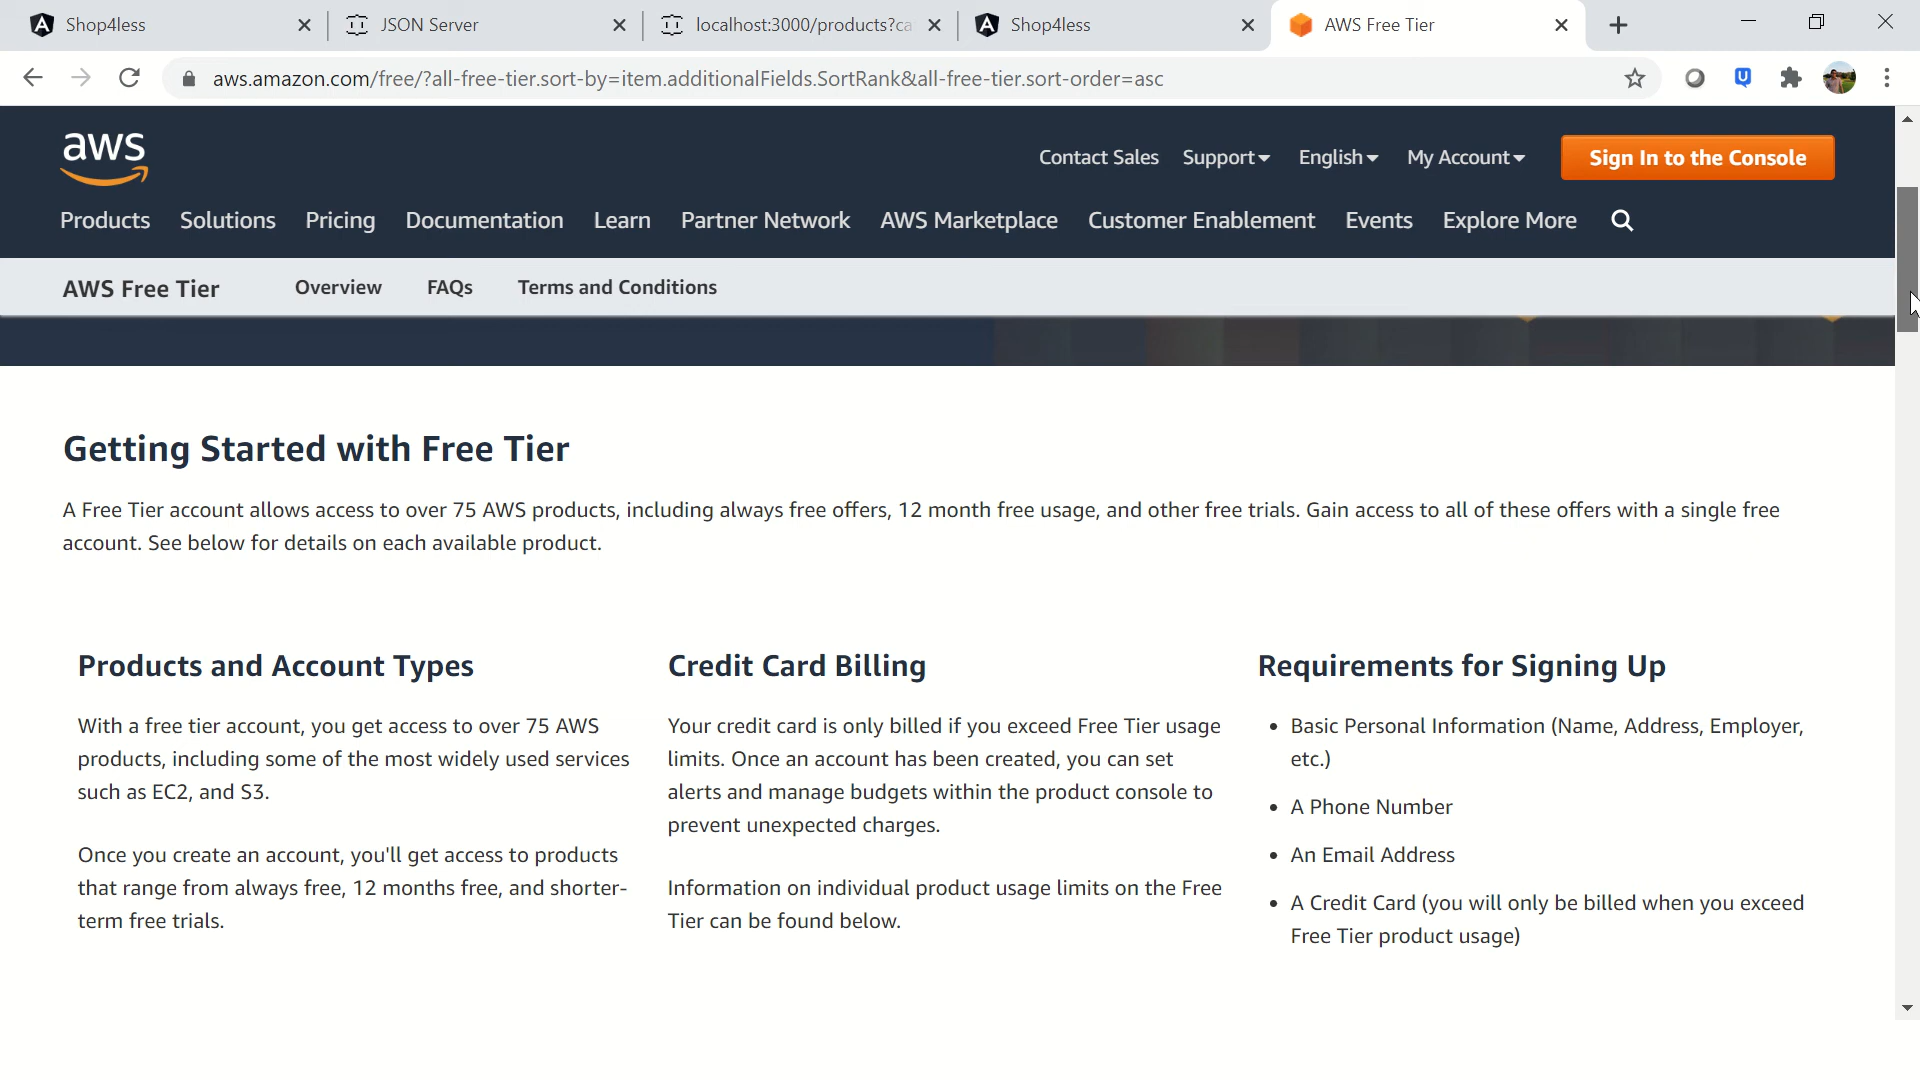 Shop4less
JSON Server
localhost:3000/products?ca
Shop4less
AWS Free Tier
aws.amazon.com/free/?all-free-tier.sort-by=item.additionalFields.SortRank&all-free-tier.sort-order=asc
aws
Contact Sales Support English My Account Sign In to the Console
Products Solutions Pricing Documentation Learn Partner Network AWS Marketplace Customer Enablement Events Explore More
AWS Free Tier Overview FAQs Terms and Conditions
Getting Started with Free Tier
A Free Tier account allows access to over 75 AWS products, including always free offers, 12 month free usage, and other free trials. Gain access to all of these offers with a single free
account. See below for details on each available product.
Products and Account Types
With a free tier account, you get access to over 75 AWS
products, including some of the most widely used services
such as EC2, and S3.
Once you create an account, you'll get access to products
that range from always free, 12 months free, and shorter-
term free trials.
Credit Card Billing
Your credit card is only billed if you exceed Free Tier usage
limits. Once an account has been created, you can set
alerts and manage budgets within the product console to
prevent unexpected charges.
Information on individual product usage limits on the Free
Tier can be found below.
Requirements for Signing Up
• Basic Personal Information (Name, Address, Employer,
etc.)
• A Phone Number
• An Email Address
• A Credit Card (you will only be billed when you exceed
Free Tier product usage)